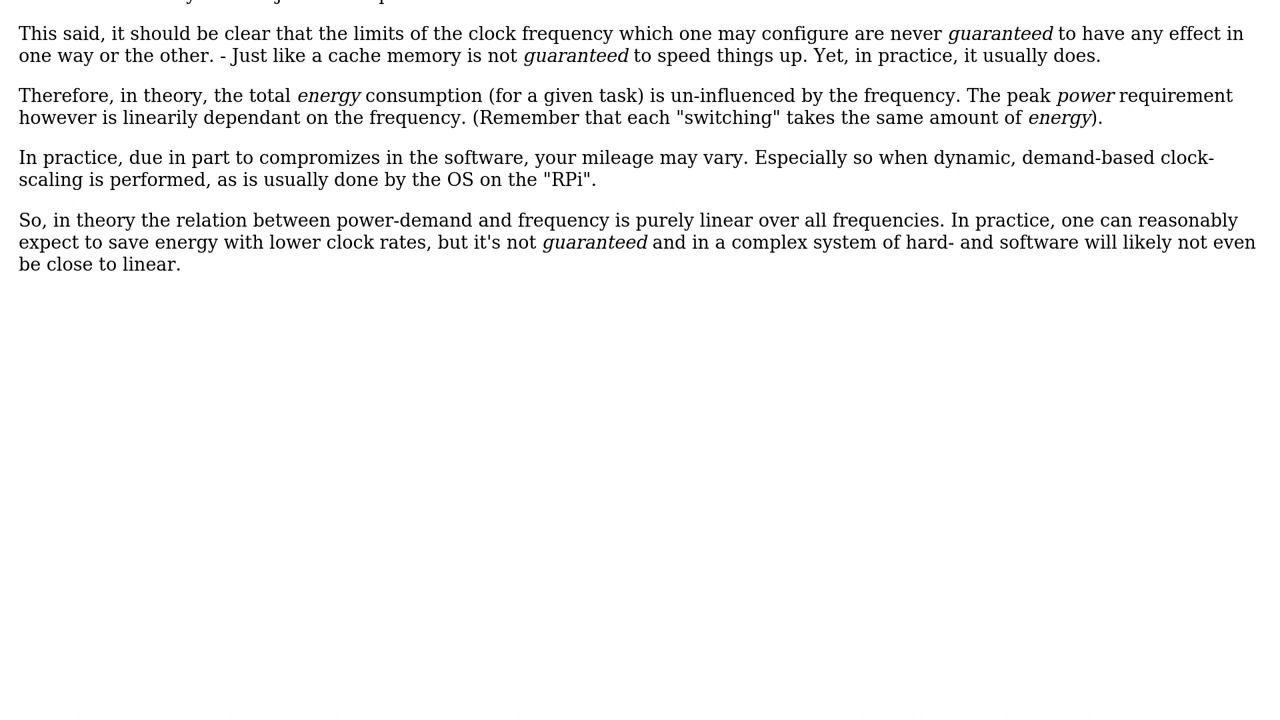 This said, it should be clear that the limits of the clock frequency which one may configure are never guaranteed to have any effect in
one way or the other. - Just like a cache memory is not guaranteed to speed things up. Yet, in practice, it usually does.
Therefore, in theory, the total energy consumption (for a given task) is un-influenced by the frequency. The peak power requirement
however is linearily dependant on the frequency. (Remember that each "switching" takes the same amount of energy).
In practice, due in part to compromizes in the software, your mileage may vary. Especially so when dynamic, demand-based clock-
scaling is performed, as is usually done by the OS on the "RPi".
So, in theory the relation between power-demand and frequency is purely linear over all frequencies. In practice, one can reasonably
expect to save energy with lower clock rates, but it's not guaranteed and in a complex system of hard- and software will likely not even
be close to linear.